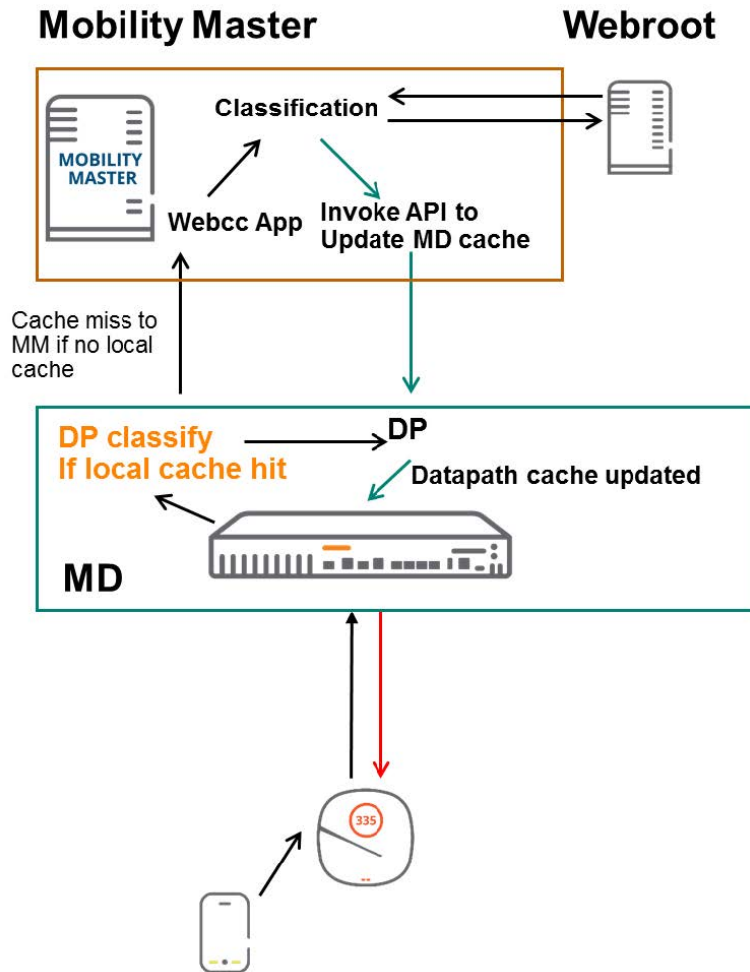 Mobility Master
Webroot
Classification
MOBILITY
MASTER
Webcc App
Invoke API to
Update MD cache
Cache miss to
MM if no local
cache
DP classify
If local cache hit
DP
Datapath cache updated
MD
335